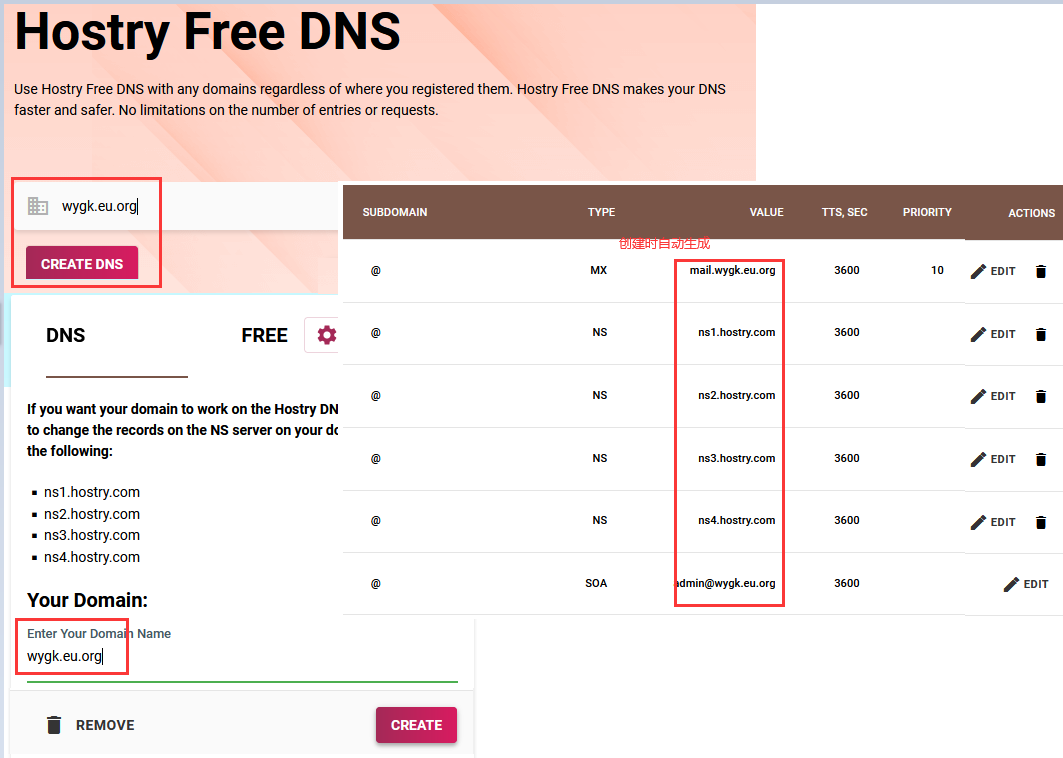 Hostry Free DNS
Use Hostry Free DNS with any domains regardless of where you registered them. Hostry Free DNS makes your DNS
faster and safer. No limitations on the number of entries or requests.
wygk.eu.org
CREATE DNS
DNS FREE
If you want your domain to work on the Hostry DN
to change the records on the NS server on your do
the following:
ns1.hostry.com
ns2.hostry.com
ns3.hostry.com
ns4.hostry.com
Your Domain:
Enter Your Domain Name
wygk.eu.org
REMOVE CREATE
SUBDOMAIN TYPE VALUE TTS, SEC PRIORITY ACTIONS
创建时自动生成
@ MX mail.wygk.eu.org 3600 10 EDIT
@ NS ns1.hostry.com 3600 EDIT
@ NS ns2.hostry.com 3600 EDIT
@ NS ns3.hostry.com 3600 EDIT
@ NS ns4.hostry.com 3600 EDIT
@ SOA admin@wygk.eu.org 3600 EDIT